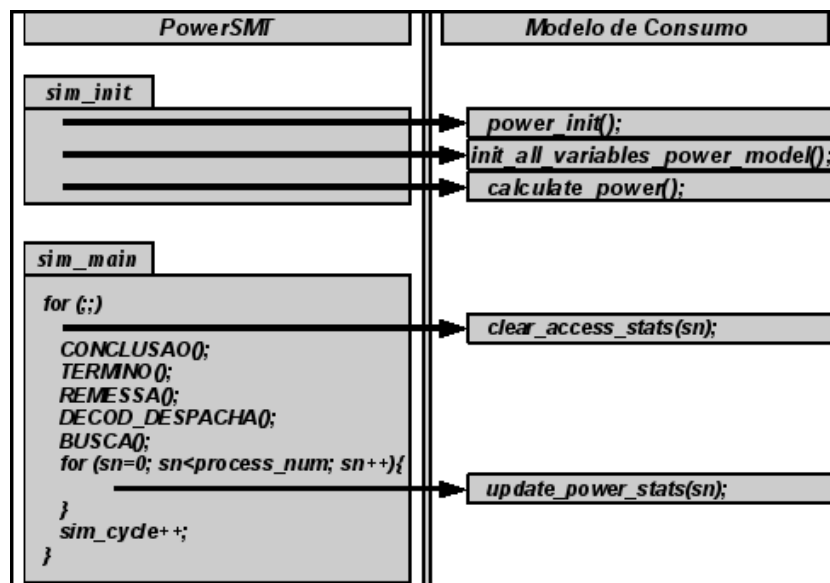 PowerSMT
Modelo de Consumo
sim_init
power_init();
init_all_variables_power_model();
calculate_power();
sim_main
for (;;)
clear_access_stats(sn);
CONCLUSAO();
TERMINO();
REMESSA();
DECOD_DESPACHA();
BUSCA();
for (sn=0; sn<process_num; sn++){
update_power_stats(sn);
}
sim_cycle++;
}